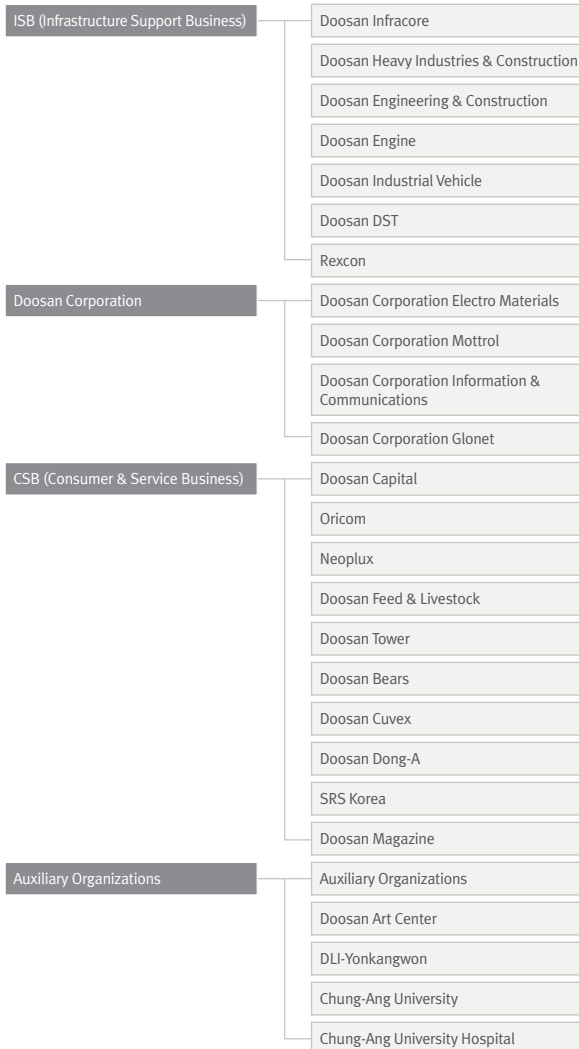 ISB (Infrastructure Support Business)
Doosan Infracore
Doosan Heavy Industries & Construction
Doosan Engineering & Construction
Doosan Engine
Doosan Industrial Vehicle
Doosan DST
Rexcon
Doosan Corporation
Doosan Corporation Electro Materials
Doosan Corporation Mottrol
Doosan Corporation Information &
Communications
Doosan Corporation Glonet
CSB (Consumer & Service Business)
Doosan Capital
Oricom
Neoplux
Doosan Feed & Livestock
Doosan Tower
Doosan Bears
Doosan Cuvex
Doosan Dong-A
SRS Korea
Doosan Magazine
Auxiliary Organizations
Auxiliary Organizations
Doosan Art Center
DLI-Yonkangwon
Chung-Ang University
Chung-Ang University Hospital